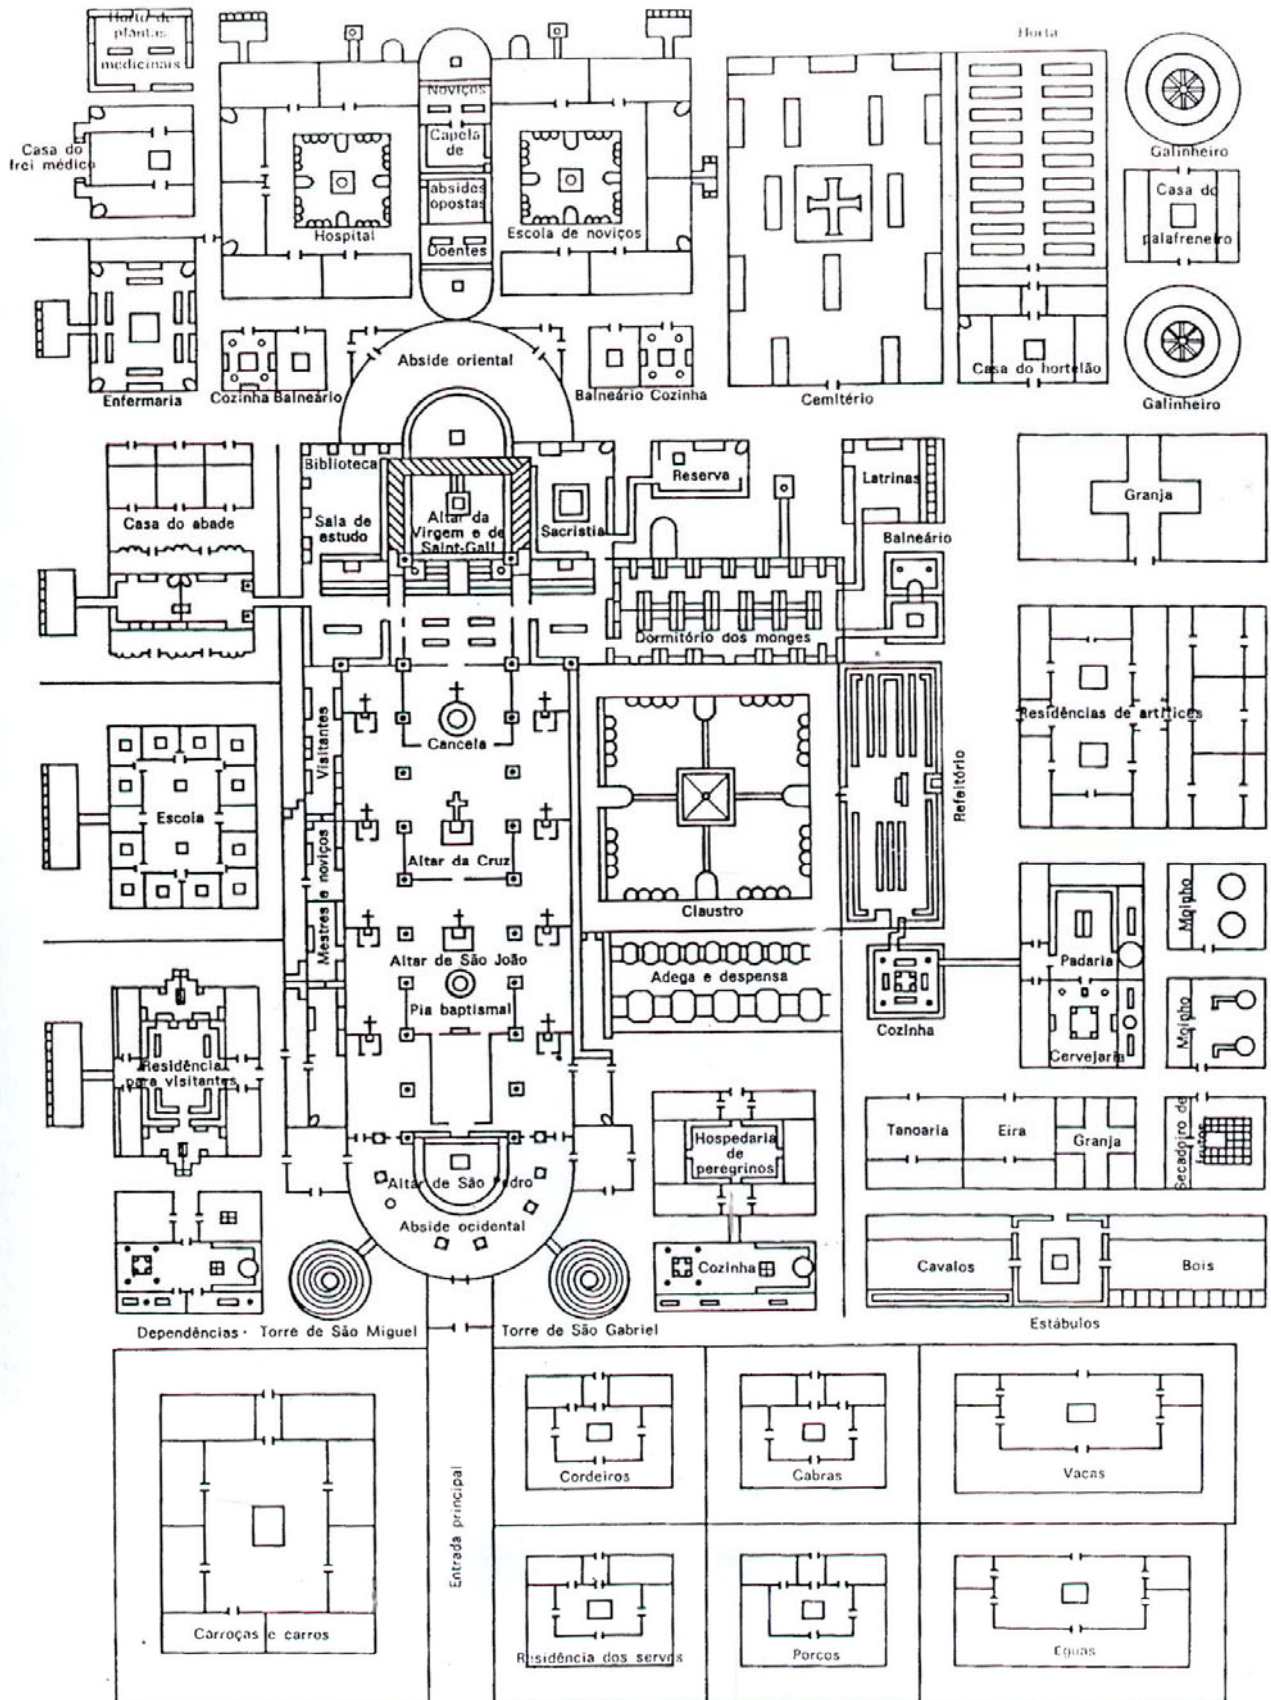 Horto de
plantas
medicinais
Noviços
Capela
de
absides
opostas
Doentes
Hospital
Escola de noviços
Horta
Galinheiro
Casa do
frei médico
Casa do
palafreneiro
Galinheiro
Enfermaria
Cozinha Balneário
Abside oriental
Balneário Cozinha
Cemitério
Casa do hortelão
Casa do abade
Biblioteca
Sala de
estudo
Altar da
Virgem e de
Saint-Gall
Sacristia
Reserva
Latrinas
Balneário
Granja
Dormitório dos monges
Visitantes
Cancela
Refeitório
Residências de artífices
Escola
Mestres e noviços
Altar da Cruz
Claustro
Altar de São João
Pia baptismal
Adega e despensa
Cozinha
Padaria
Cervejaria
Moinho
Moinho
Residência
para visitantes
Hospedaria
de
peregrinos
Tanoaria
Eira
Granja
Secadoiro de
frutos
Altar de São Pedro
Abside ocidental
Cozinha
Cavalos
Bois
Estábulos
Dependências · Torre de São Miguel
Torre de São Gabriel
Entrada principal
Carroças e carros
Cordeiros
Cabras
Vacas
Residência dos servos
Porcos
Éguas